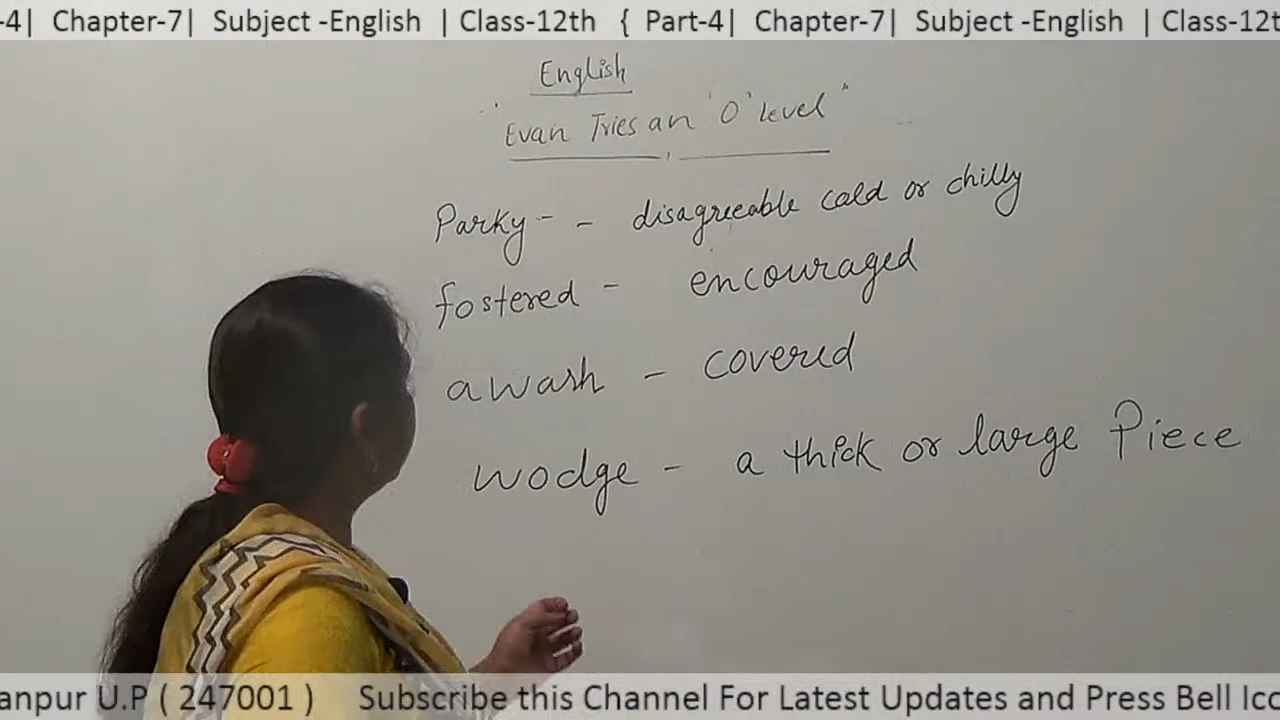 -4| Chapter-7| Subject -English | Class-12th { Part-4| Chapter-7| Subject -English | Class-12t
English
"Evan Tries an 'O' level"
Parky - - disagreeable cold or chilly
fostered - encouraged
awash - covered
wodge - a thick or large Piece
anpur U.P ( 247001 ) Subscribe this Channel For Latest Updates and Press Bell Ico